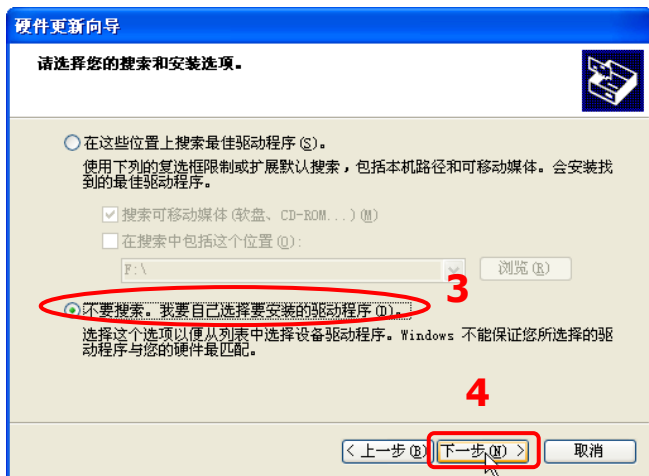 硬件更新向导
请选择您的搜索和安装选项。
在这些位置上搜索最佳驱动程序(S)。
使用下列的复选框限制或扩展默认搜索，包括本机路径和可移动媒体。会安装找
到的最佳驱动程序。
搜索可移动媒体(软盘、CD-ROM...)(M)
在搜索中包括这个位置(O):
F:\
浏览(R)
3
不要搜索。我要自己选择要安装的驱动程序(D)。
选择这个选项以便从列表中选择设备驱动程序。Windows 不能保证您所选择的驱
动程序与您的硬件最匹配。
4
< 上一步(B)
下一步(N) >
取消